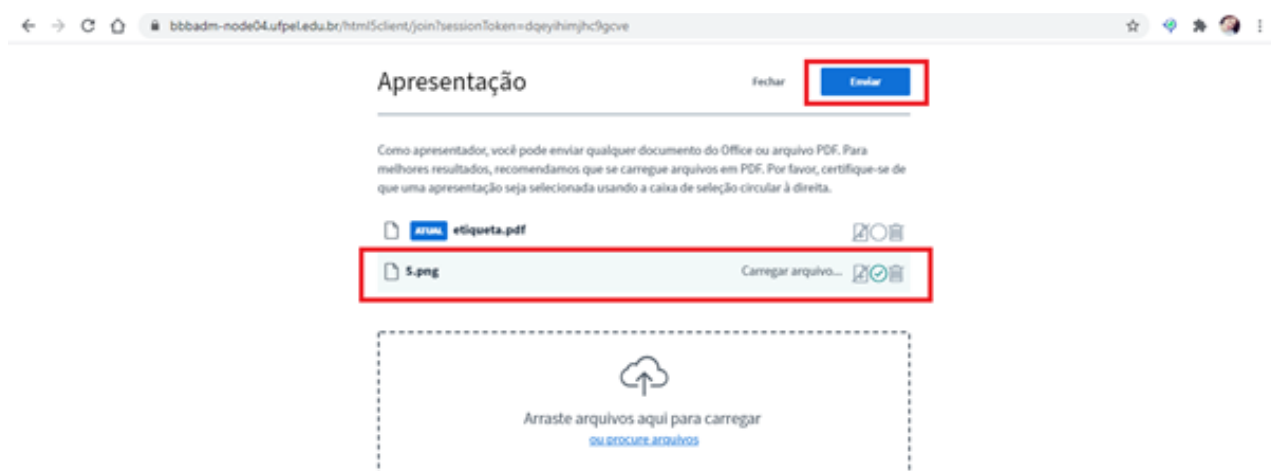 bbbadm-node04.ufpel.edu.br/html5client/join?sessionToken=dqeyihimjhc9gcve
Apresentação
Fechar
Enviar
Como apresentador, você pode enviar qualquer documento do Office ou arquivo PDF. Para
melhores resultados, recomendamos que se carregue arquivos em PDF. Por favor, certifique-se de
que uma apresentação seja selecionada usando a caixa de seleção circular à direita.
ATUAL etiqueta.pdf
5.png Carregar arquivo...
Arraste arquivos aqui para carregar
ou procure arquivos